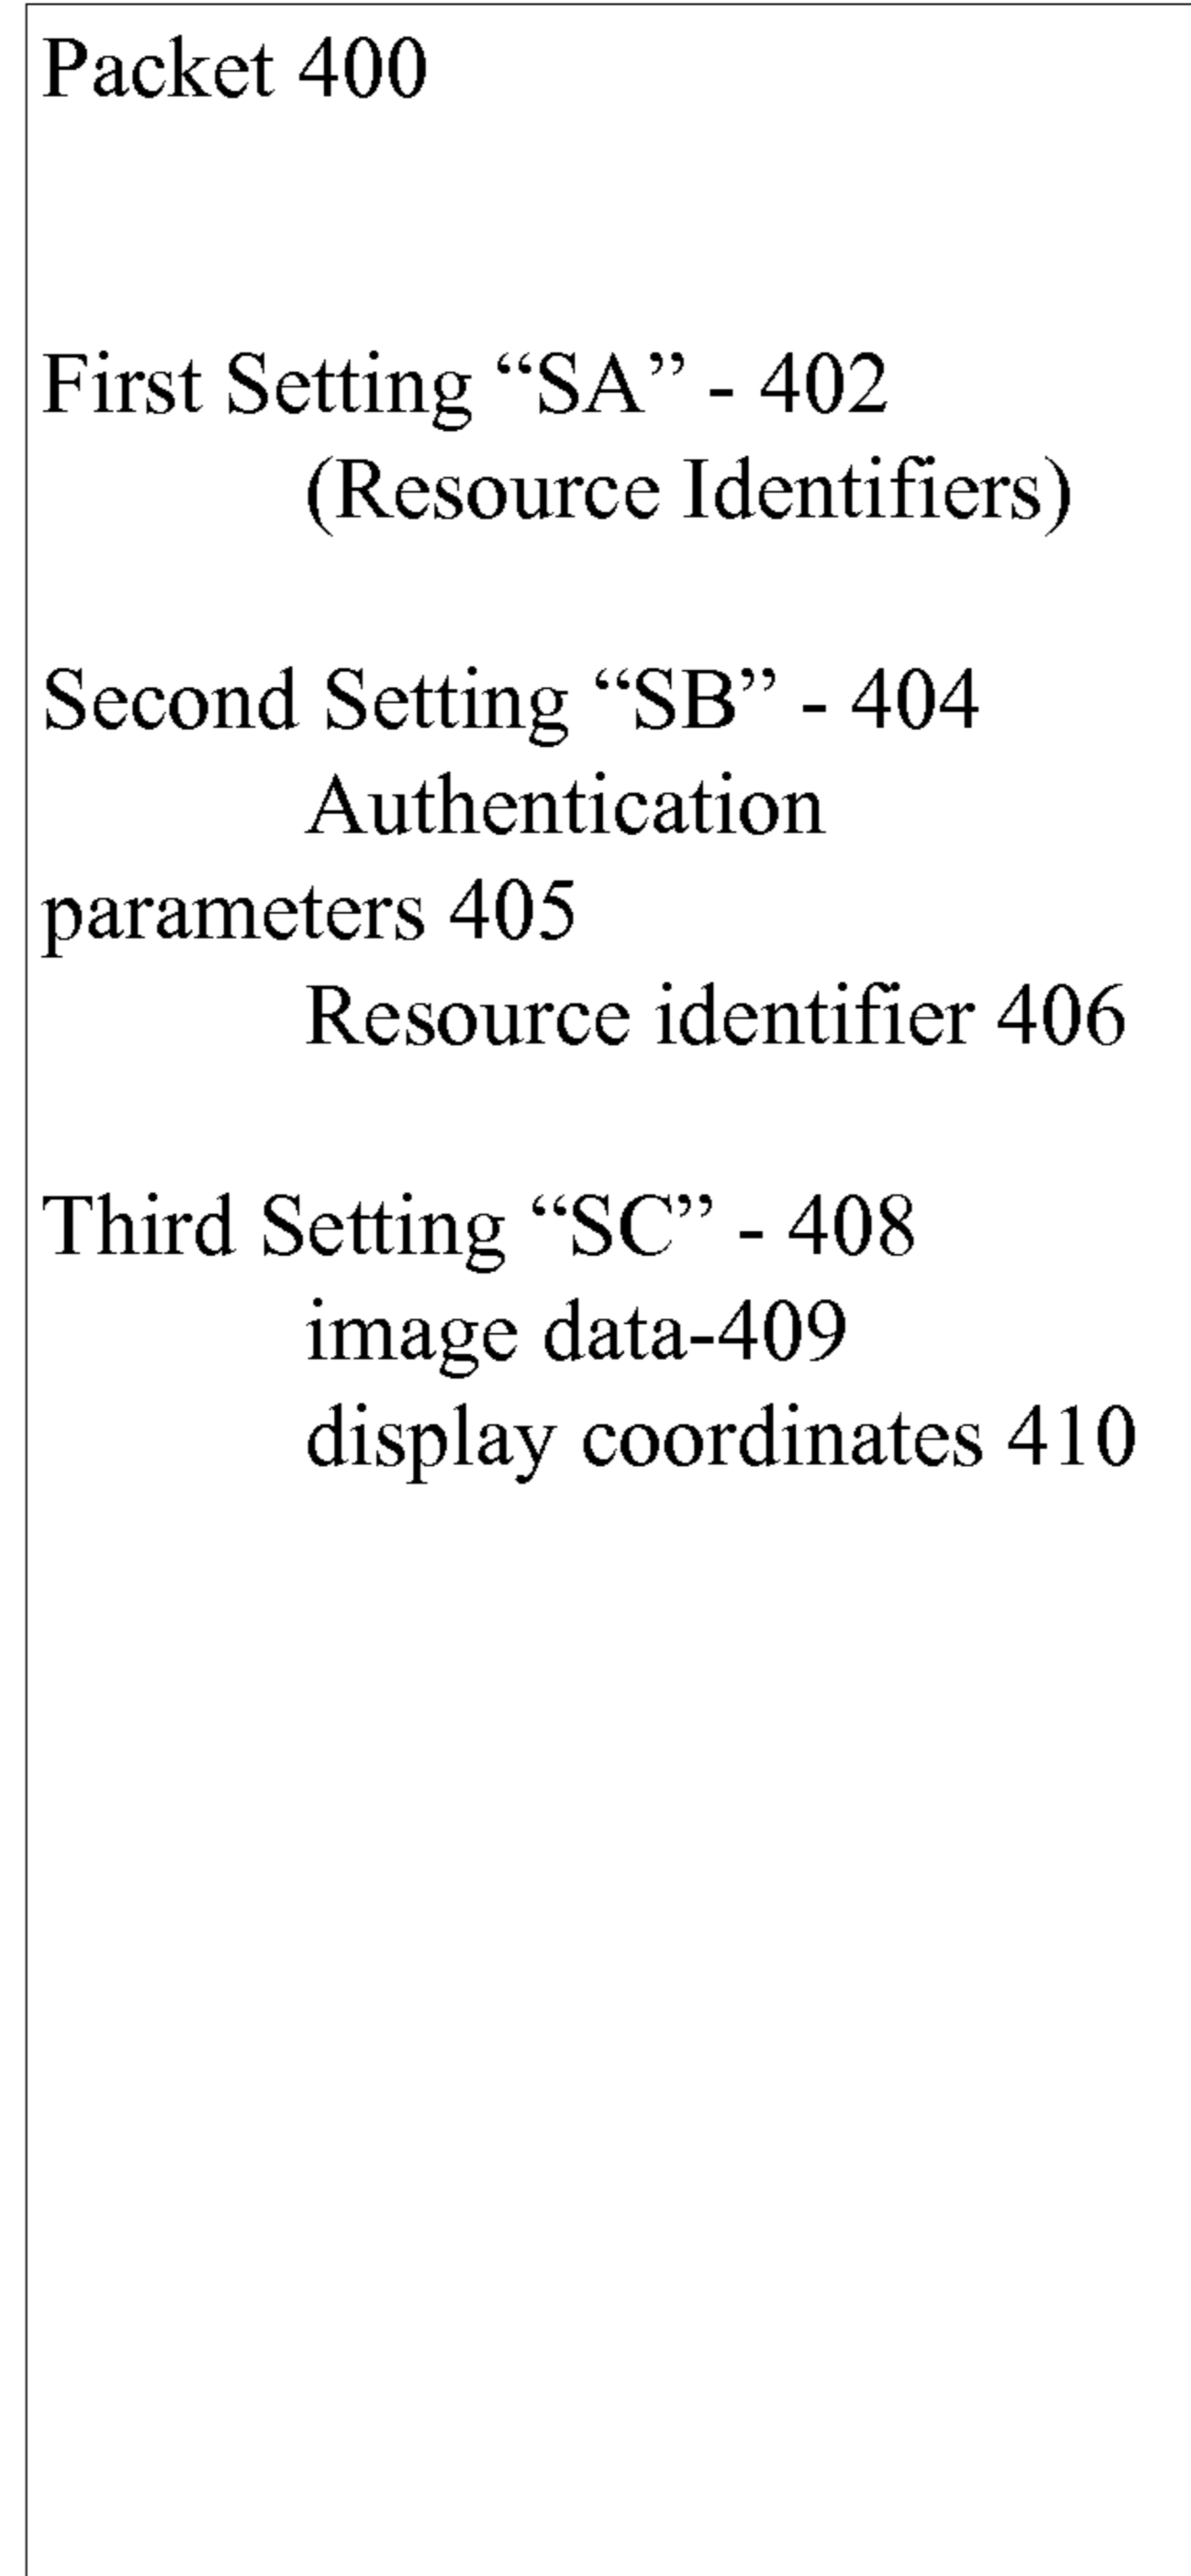 Packet 400
First Setting “SA” - 402
(Resource Identifiers)
Second Setting “SB” - 404
Authentication
parameters 405
Resource identifier 406
Third Setting “SC” - 408
image data-409
display coordinates 410